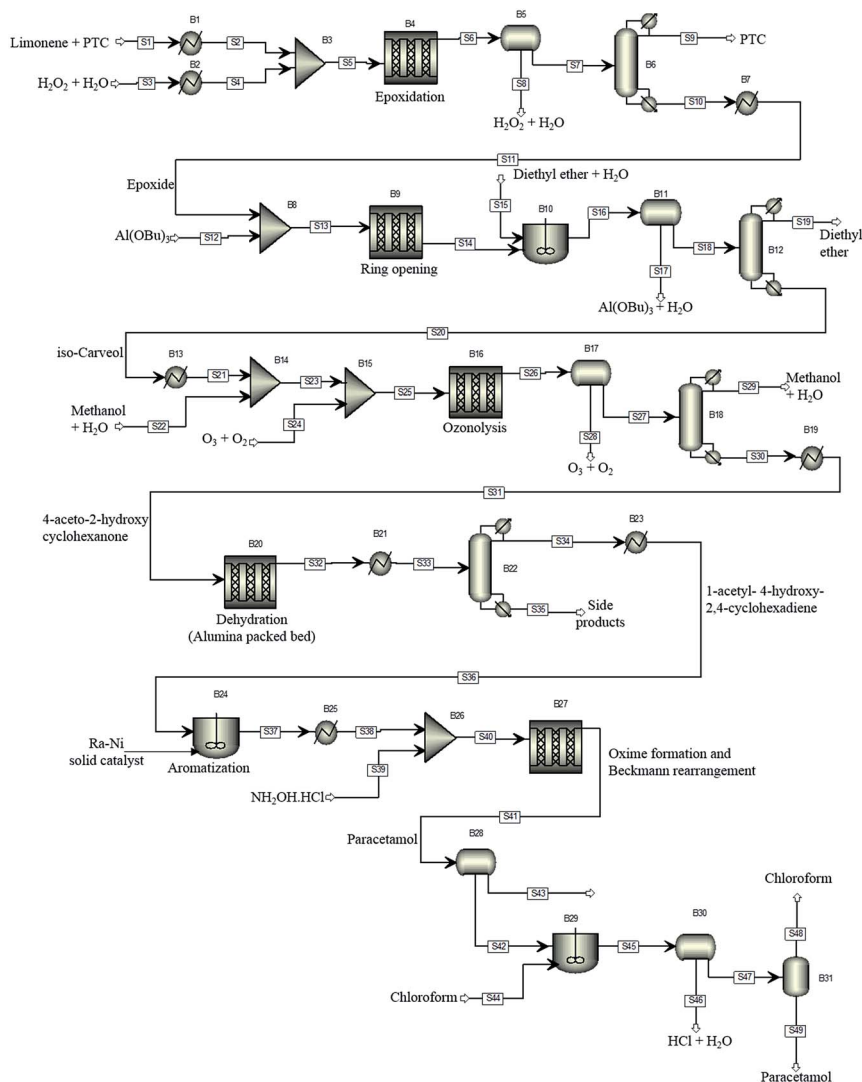 B1
B4
B5
Limonene + PTC
S1
S2
B3
S6
S9
PTC
B2
S5
S7
B6
H₂O₂ + H₂O
S3
S4
S8
B7
Epoxidation
S10
H₂O₂ + H₂O
S11
Epoxide
Diethyl ether + H₂O
B8
B9
S15
B10
B11
S16
S19
Al(OBu)₃
S12
S13
S14
S18
B12
Diethyl
ether
Ring opening
S17
Al(OBu)₃ + H₂O
S20
iso-Carveol
B13
B14
B15
B16
B17
S21
S23
S26
S29
Methanol
+ H₂O
Methanol
+ H₂O
S22
S24
S25
S27
B18
O₃ + O₂
Ozonolysis
S28
B19
O₃ + O₂
S30
S31
4-aceto-2-hydroxy
cyclohexanone
B20
B21
B23
S32
S33
S34
B22
Dehydration
(Alumina packed bed)
S35
Side
products
1-acetyl- 4-hydroxy-
2,4-cyclohexadiene
S36
B24
B25
B26
B27
S37
S38
S40
Ra-Ni
solid catalyst
Aromatization
S39
Oxime formation and
Beckmann rearrangement
NH₂OH.HCl
S41
Paracetamol
B28
S43
Chloroform
B29
B30
S48
S42
S45
S47
B31
Chloroform
S44
S46
S49
HCl + H₂O
Paracetamol